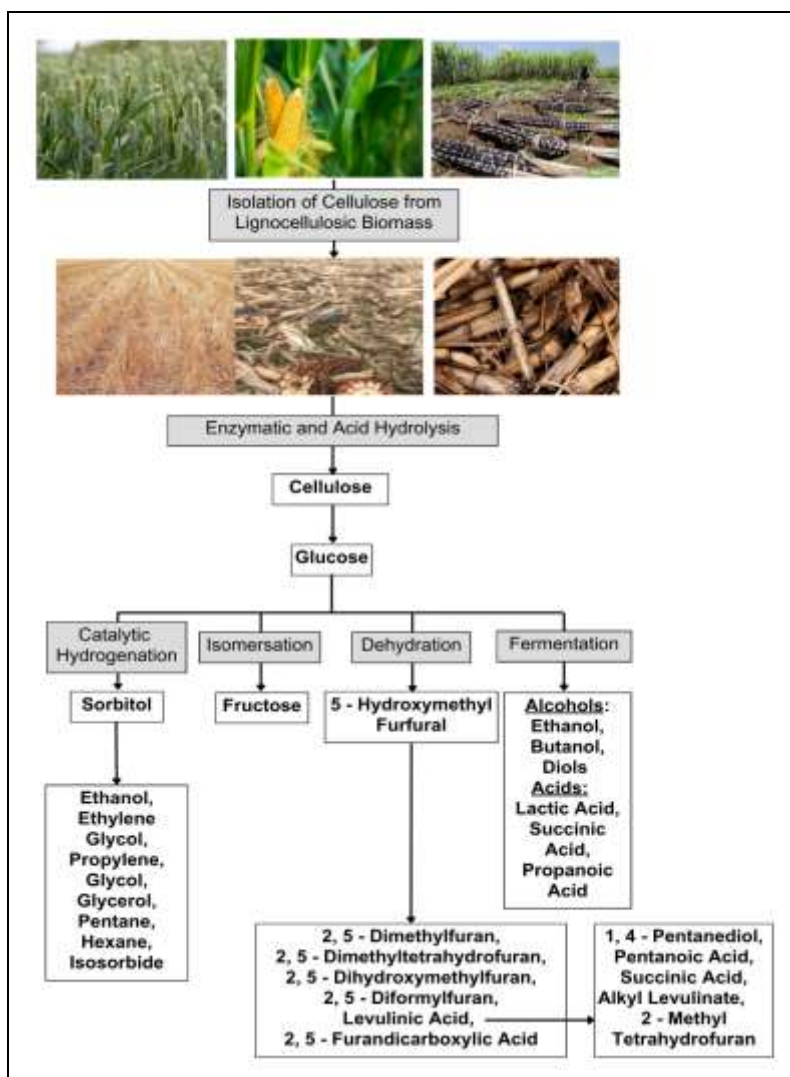 Isolation of Cellulose from
Lignocellulosic Biomass
Enzymatic and Acid Hydrolysis
Cellulose
Glucose
Catalytic
Hydrogenation
Isomersation
Dehydration
Fermentation
Sorbitol
Fructose
5 - Hydroxymethyl
Furfural
Alcohols:
Ethanol,
Butanol,
Diols
Acids:
Lactic Acid,
Succinic
Acid,
Propanoic
Acid
Ethanol,
Ethylene
Glycol,
Propylene,
Glycol,
Glycerol,
Pentane,
Hexane,
Isosorbide
2, 5 - Dimethylfuran,
2, 5 - Dimethyltetrahydrofuran,
2, 5 - Dihydroxymethylfuran,
2, 5 - Diformylfuran,
Levulinic Acid,
2, 5 - Furandicarboxylic Acid
1, 4 - Pentanediol,
Pentanoic Acid,
Succinic Acid,
Alkyl Levulinate,
2 - Methyl
Tetrahydrofuran